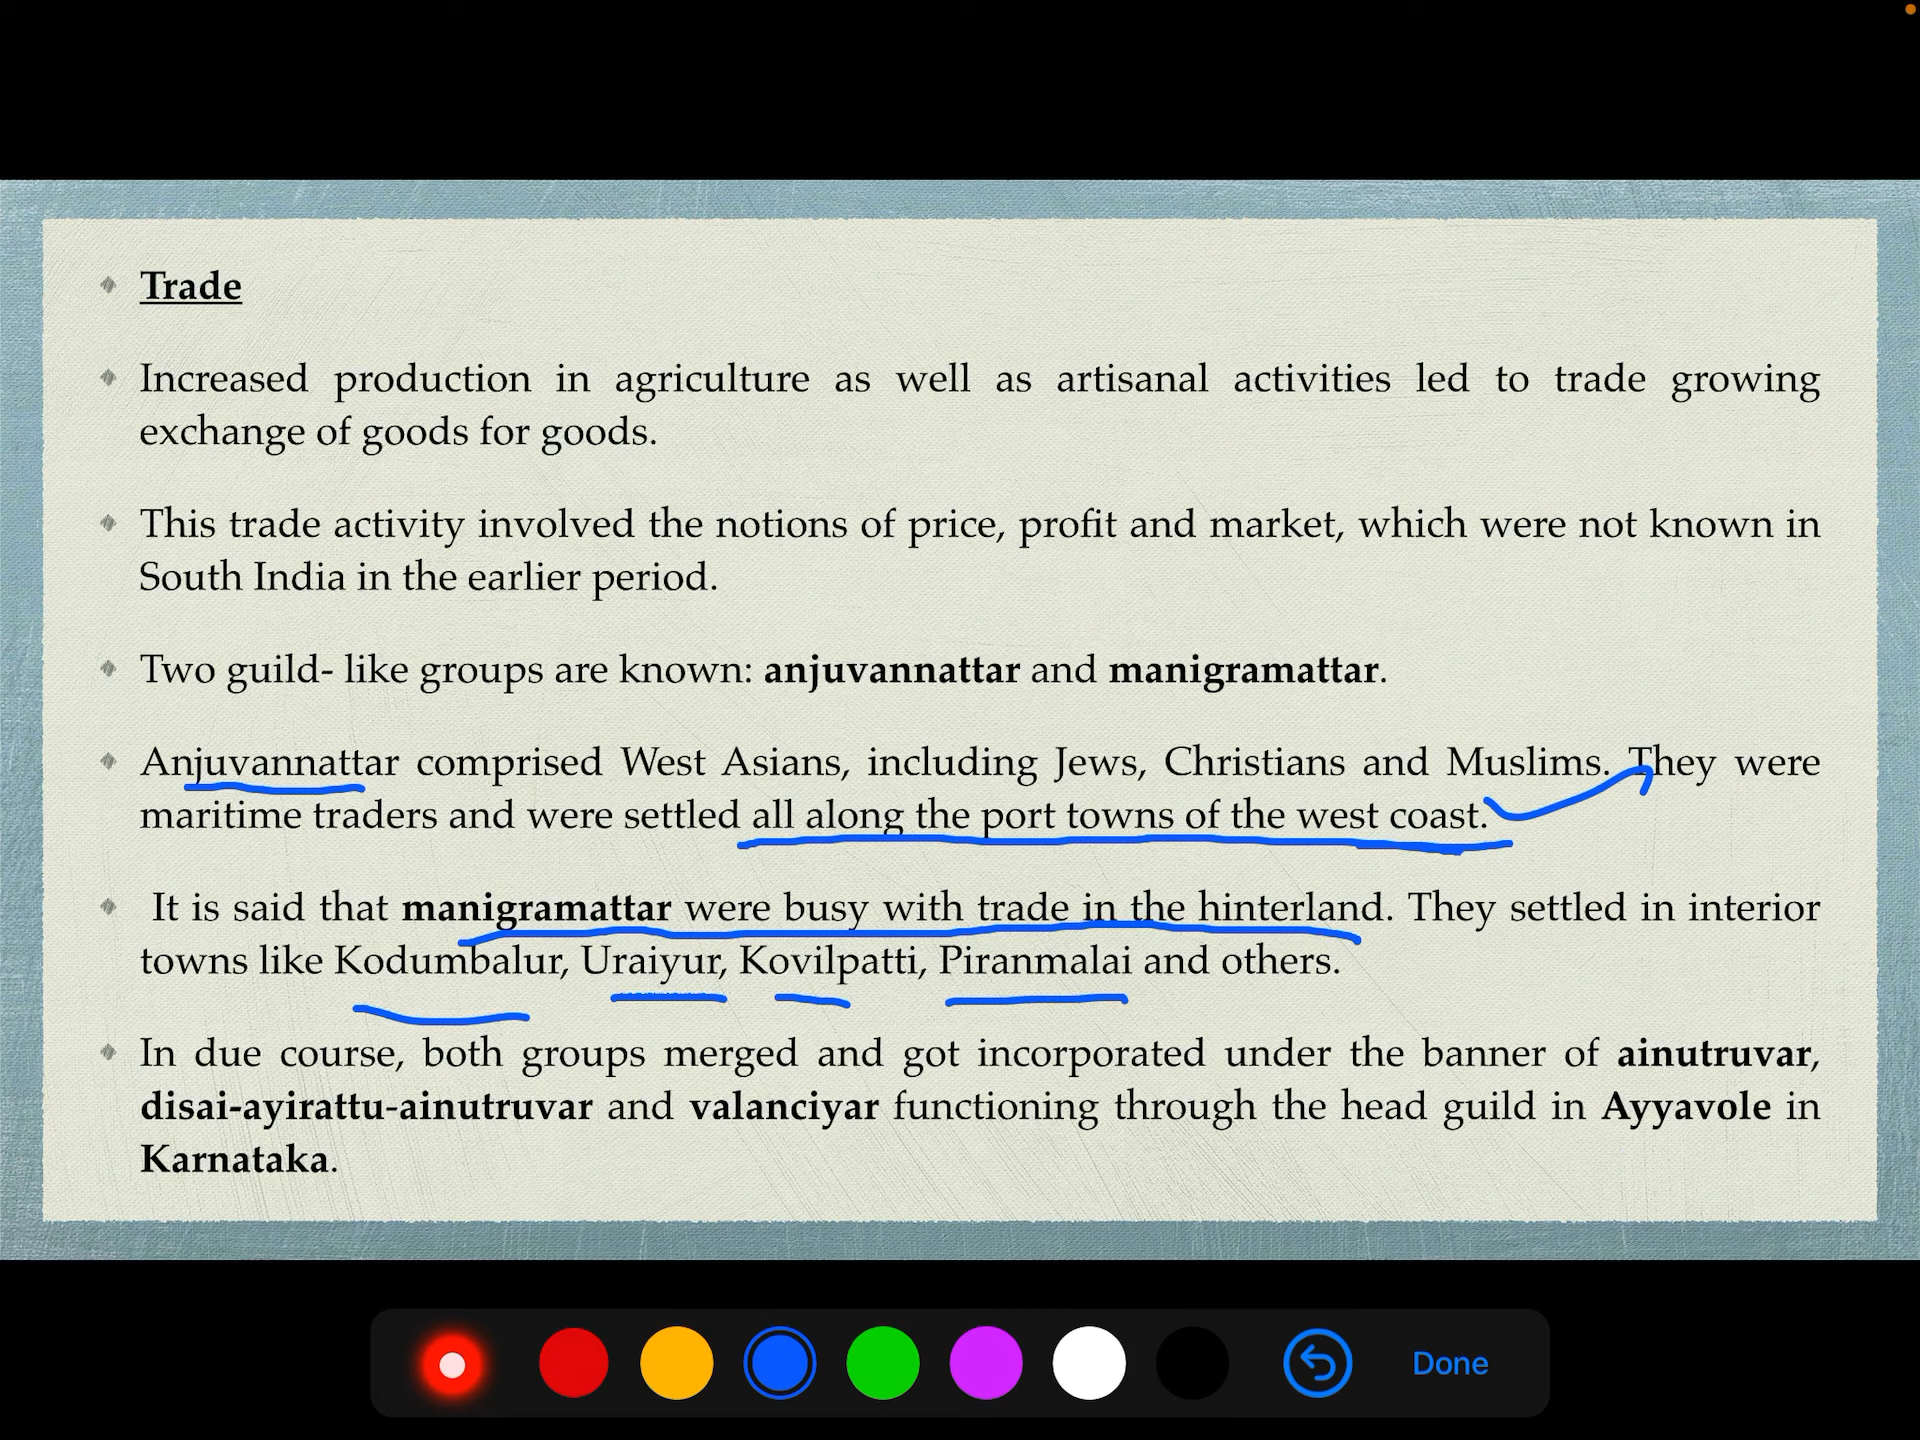 Trade
Increased production in agriculture as well as artisanal activities led to trade growing
exchange of goods for goods.
This trade activity involved the notions of price, profit and market, which were not known in
South India in the earlier period.
Two guild- like groups are known: anjuvannattar and manigramattar.
Anjuvannattar comprised West Asians, including Jews, Christians and Muslims. They were
maritime traders and were settled all along the port towns of the west coast.
It is said that manigramattar were busy with trade in the hinterland. They settled in interior
towns like Kodumbalur, Uraiyur, Kovilpatti, Piranmalai and others.
In due course, both groups merged and got incorporated under the banner of ainutruvar,
disai-ayirattu-ainutruvar and valanciyar functioning through the head guild in Ayyavole in
Karnataka.
Done